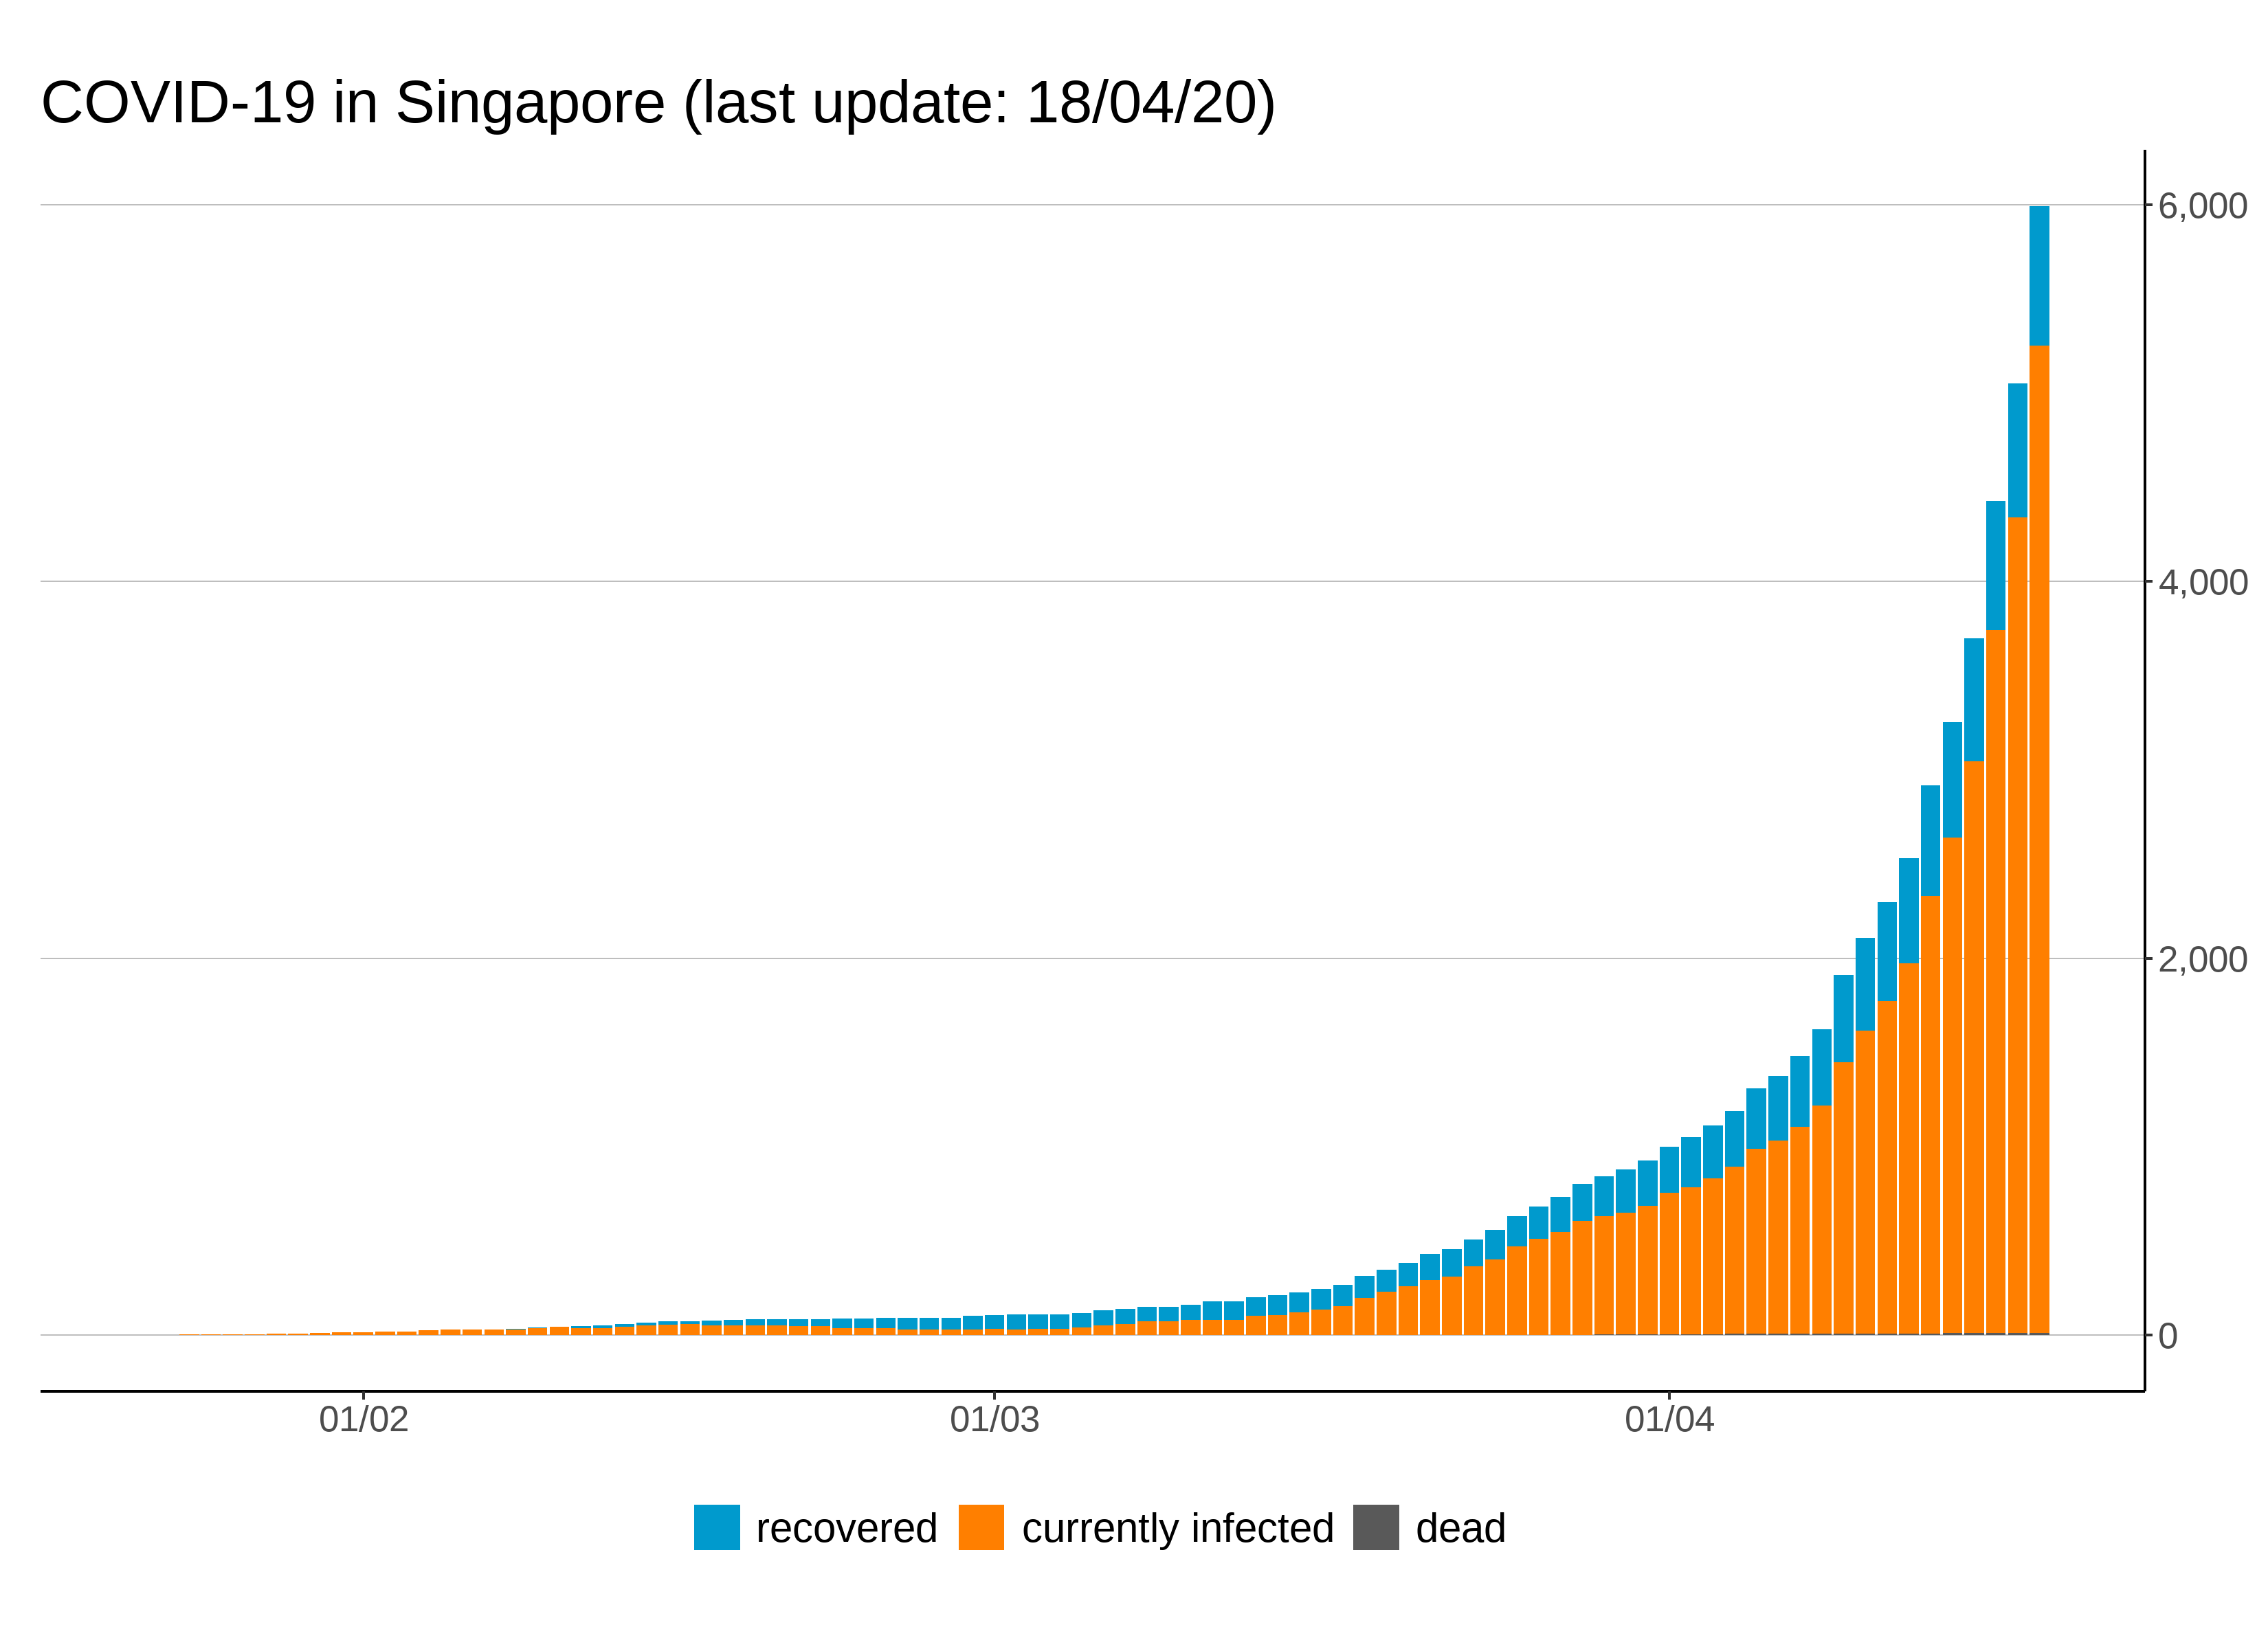 COVID-19 in Singapore (last update: 18/04/20)
6,000
4,000
2,000
0
01/02 01/03 01/04
recovered currently infected dead